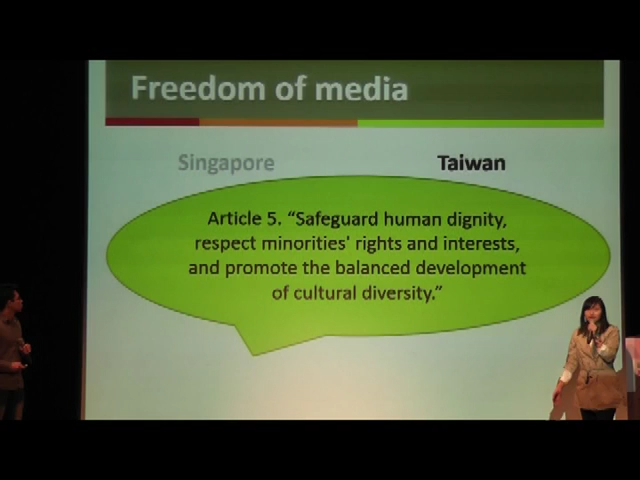 Freedom of media
Singapore Taiwan
Article 5. “Safeguard human dignity,
respect minorities' rights and interests,
and promote the balanced development
of cultural diversity.”